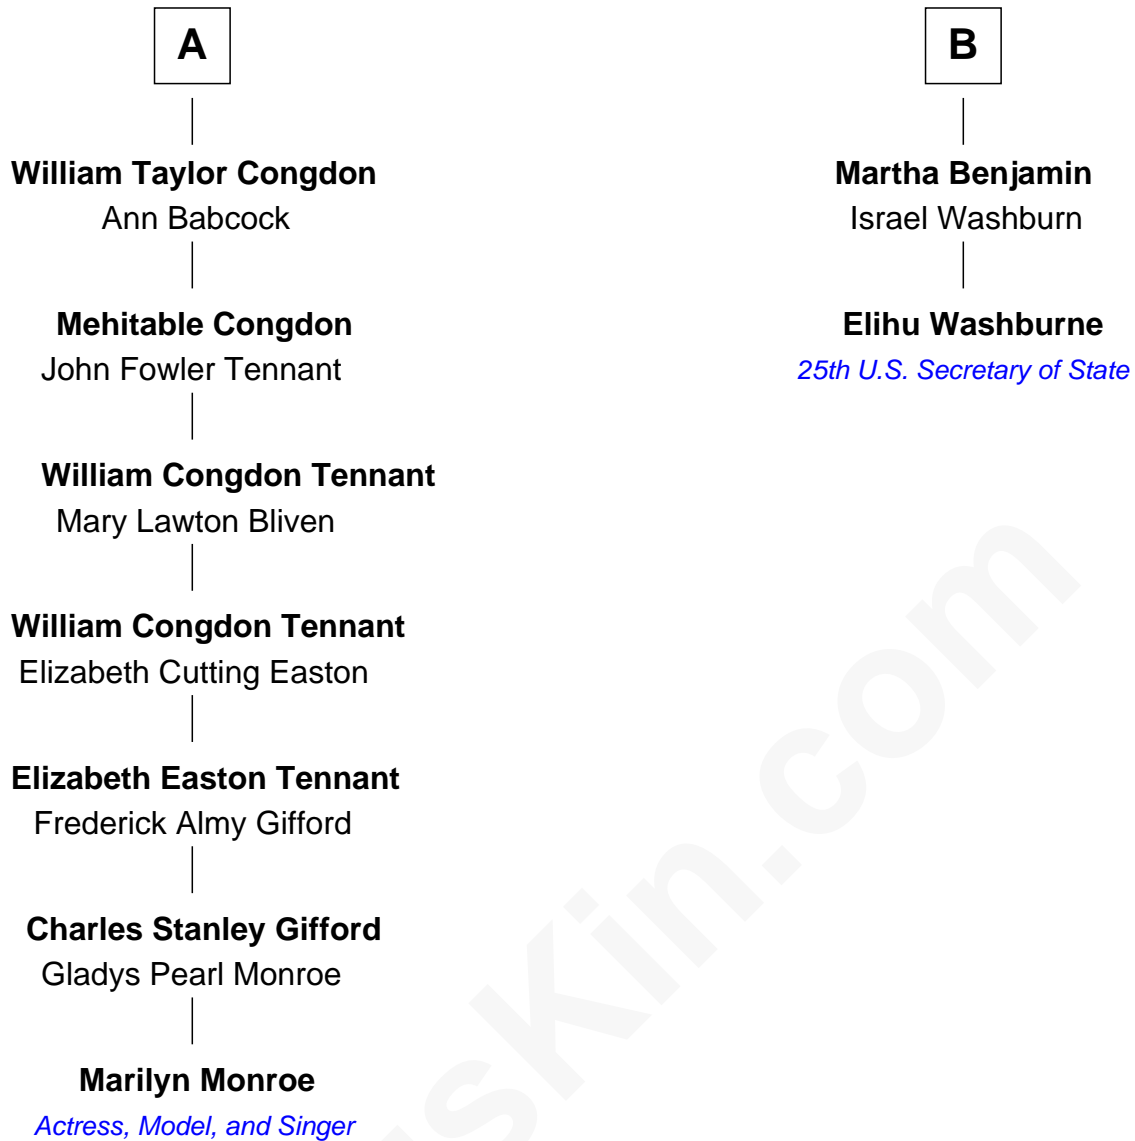 A
William Taylor Congdon
Ann Babcock
Mehitable Congdon
John Fowler Tennant
William Congdon Tennant
Mary Lawton Bliven
William Congdon Tennant
Elizabeth Cutting Easton
Elizabeth Easton Tennant
Frederick Almy Gifford
Charles Stanley Gifford
Gladys Pearl Monroe
Marilyn Monroe
Actress, Model, and Singer
B
Martha Benjamin
Israel Washburn
Elihu Washburne
25th U.S. Secretary of State